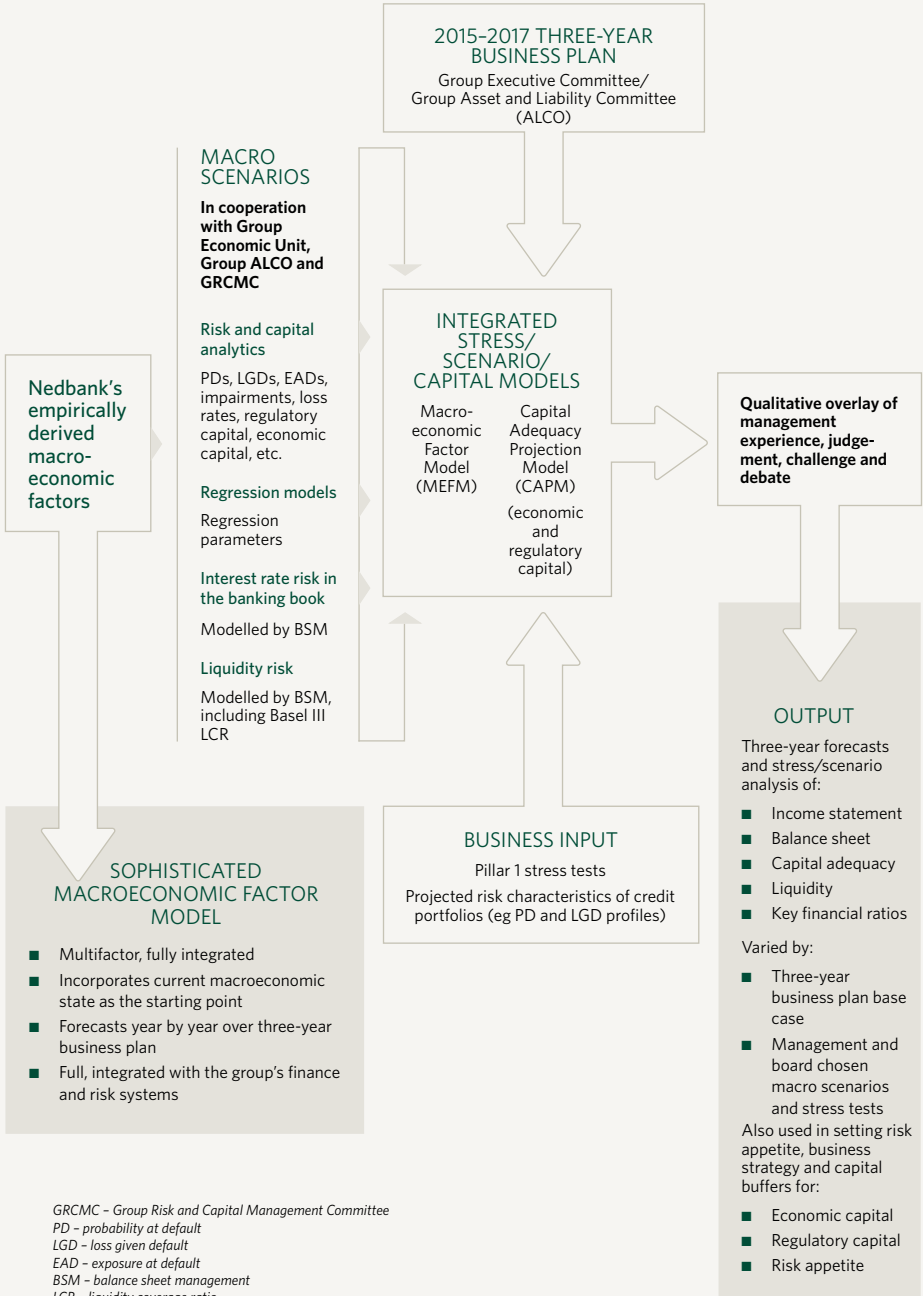 2015–2017 THREE-YEAR
BUSINESS PLAN
Group Executive Committee/
Group Asset and Liability Committee
(ALCO)
MACRO
SCENARIOS
In cooperation
with Group
Economic Unit,
Group ALCO and
GRCMC
Risk and capital
analytics
PDs, LGDs, EADs,
impairments, loss
rates, regulatory
capital, economic
capital, etc.
Regression models
Regression
parameters
Interest rate risk in
the banking book
Modelled by BSM
Liquidity risk
Modelled by BSM,
including Basel III
LCR
Nedbank’s
empirically
derived
macro-
economic
factors
INTEGRATED
STRESS/
SCENARIO/
CAPITAL MODELS
Macro-
economic
Factor
Model
(MEFM)
Capital
Adequacy
Projection
Model
(CAPM)
(economic
and
regulatory
capital)
Qualitative overlay of
management
experience, judge-
ment, challenge and
debate
SOPHISTICATED
MACROECONOMIC FACTOR
MODEL
■ Multifactor, fully integrated
■ Incorporates current macroeconomic
state as the starting point
■ Forecasts year by year over three-year
business plan
■ Full, integrated with the group’s finance
and risk systems
BUSINESS INPUT
Pillar 1 stress tests
Projected risk characteristics of credit
portfolios (eg PD and LGD profiles)
OUTPUT
Three-year forecasts
and stress/scenario
analysis of:
■ Income statement
■ Balance sheet
■ Capital adequacy
■ Liquidity
■ Key financial ratios
Varied by:
■ Three-year
business plan base
case
■ Management and
board chosen
macro scenarios
and stress tests
Also used in setting risk
appetite, business
strategy and capital
buffers for:
■ Economic capital
■ Regulatory capital
■ Risk appetite
GRCMC – Group Risk and Capital Management Committee
PD – probability at default
LGD – loss given default
EAD – exposure at default
BSM – balance sheet management
LCR – liquidity coverage ratio